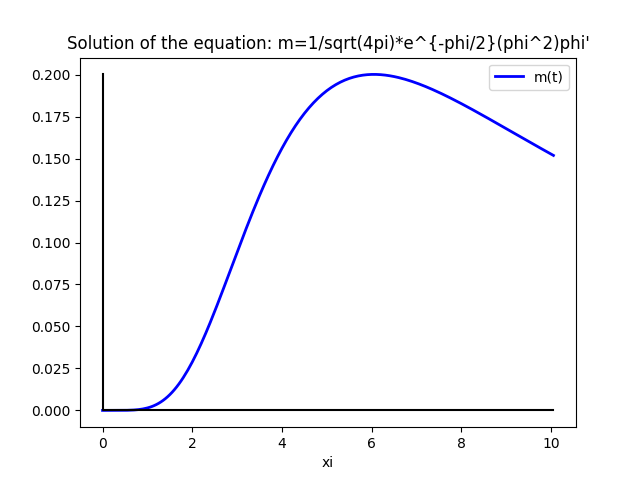 Solution of the equation: m=1/sqrt(4pi)*e^{-phi/2}(phi^2)phi'
m(t)
0.200
0.175
0.150
0.125
0.100
0.075
0.050
0.025
0.000
0 2 4 6 8 10
xi